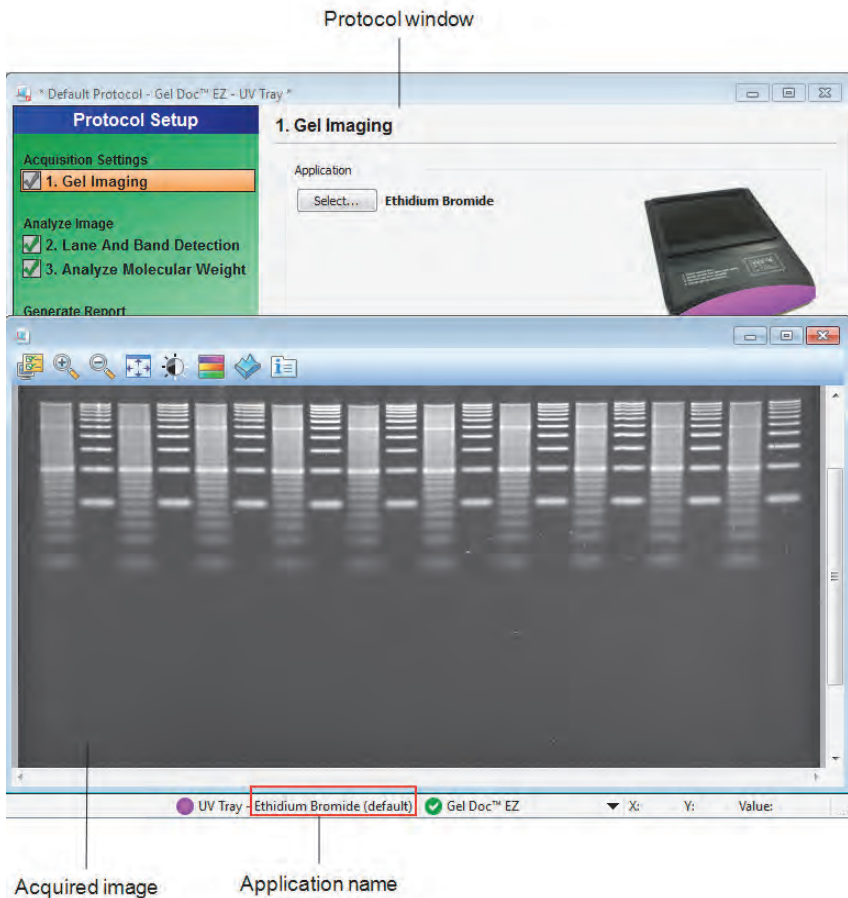 Protocol window
* Default Protocol - Gel Doc™ EZ - UV Tray *
Protocol Setup
1. Gel Imaging
Acquisition Settings
1. Gel Imaging
Application
Select... Ethidium Bromide
Analyze Image
2. Lane And Band Detection
3. Analyze Molecular Weight
Generate Report
UV Tray - Ethidium Bromide (default) Gel Doc™ EZ X: Y: Value:
Acquired image
Application name